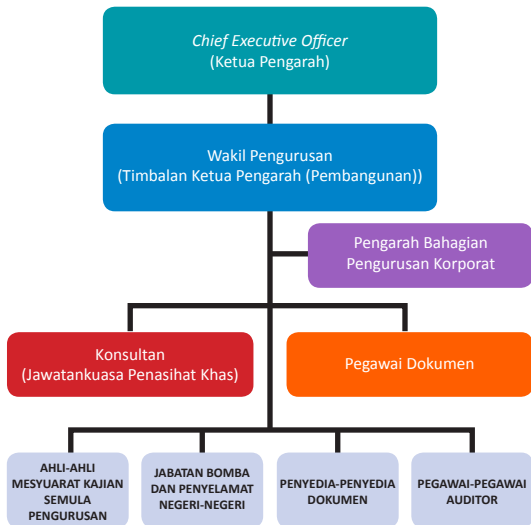 Chief Executive Officer
(Ketua Pengarah)
Wakil Pengurusan
(Timbalan Ketua Pengarah (Pembangunan))
Pengarah Bahagian
Pengurusan Korporat
Konsultan
(Jawatankuasa Penasihat Khas)
Pegawai Dokumen
AHLI-AHLI
MESYUARAT KAJIAN
SEMULA
PENGURUSAN
JABATAN BOMBA
DAN PENYELAMAT
NEGERI-NEGERI
PENYEDIA-PENYEDIA
DOKUMEN
PEGAWAI-PEGAWAI
AUDITOR